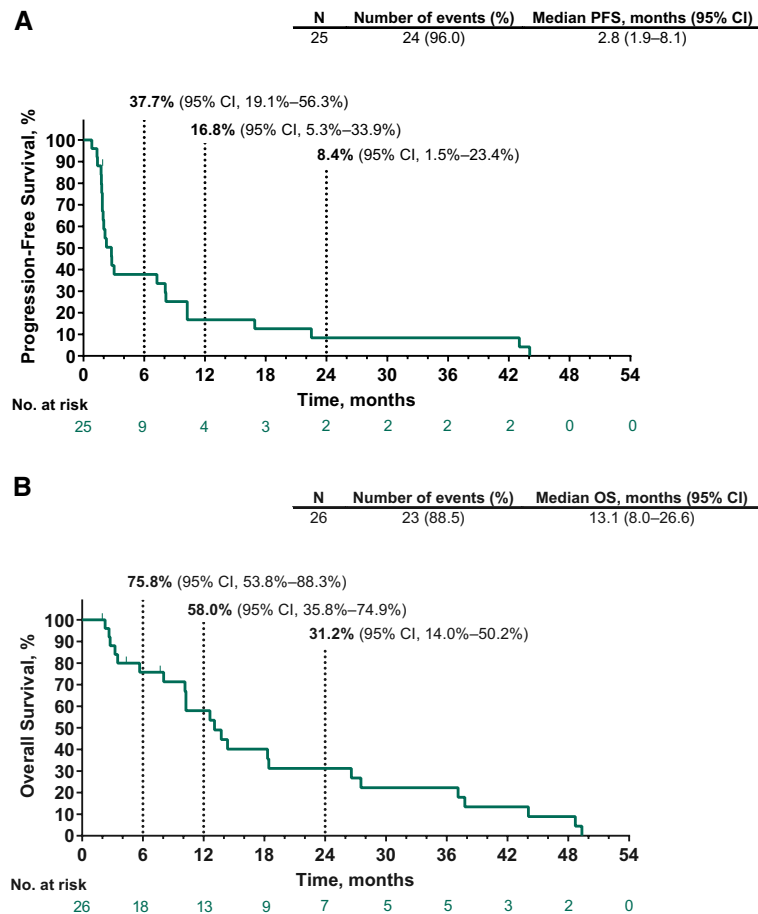 A
N Number of events (%) Median PFS, months (95% CI)
25 24 (96.0) 2.8 (1.9–8.1)
37.7% (95% CI, 19.1%–56.3%)
16.8% (95% CI, 5.3%–33.9%)
8.4% (95% CI, 1.5%–23.4%)
Progression-Free Survival, %
100
90
80
70
60
50
40
30
20
10
0
0 6 12 18 24 30 36 42 48 54
Time, months
No. at risk
25 9 4 3 2 2 2 2 0 0
B
N Number of events (%) Median OS, months (95% CI)
26 23 (88.5) 13.1 (8.0–26.6)
75.8% (95% CI, 53.8%–88.3%)
58.0% (95% CI, 35.8%–74.9%)
31.2% (95% CI, 14.0%–50.2%)
Overall Survival, %
100
90
80
70
60
50
40
30
20
10
0
0 6 12 18 24 30 36 42 48 54
Time, months
No. at risk
26 18 13 9 7 5 5 3 2 0